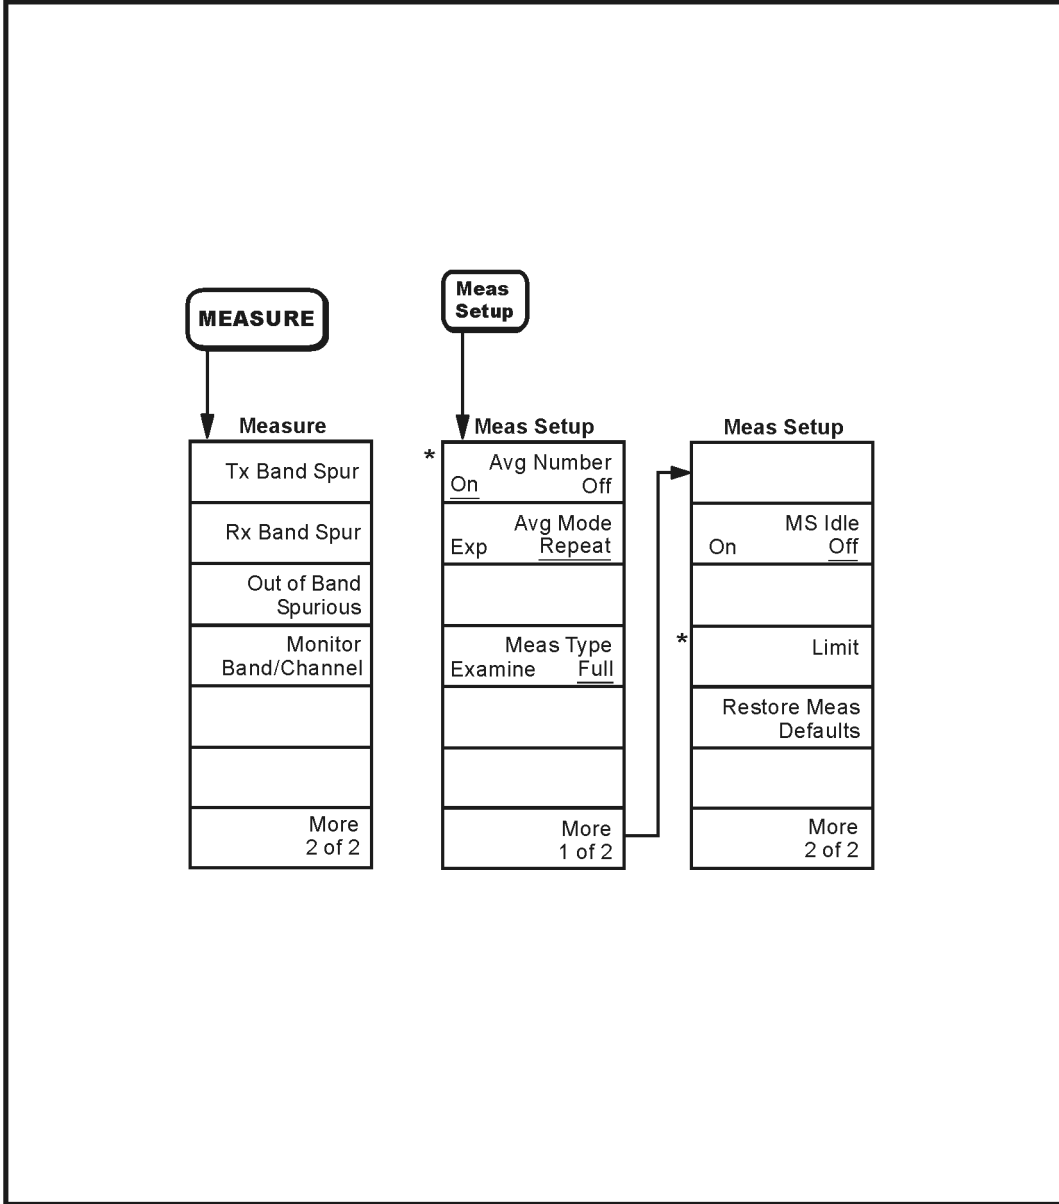 MEASURE
Measure
Tx Band Spur
Rx Band Spur
Out of Band
Spurious
Monitor
Band/Channel
More
2 of 2
Meas
Setup
Meas Setup
*
Avg Number
On Off
Avg Mode
Exp Repeat
Meas Type
Examine Full
More
1 of 2
Meas Setup
MS Idle
On Off
*
Limit
Restore Meas
Defaults
More
2 of 2